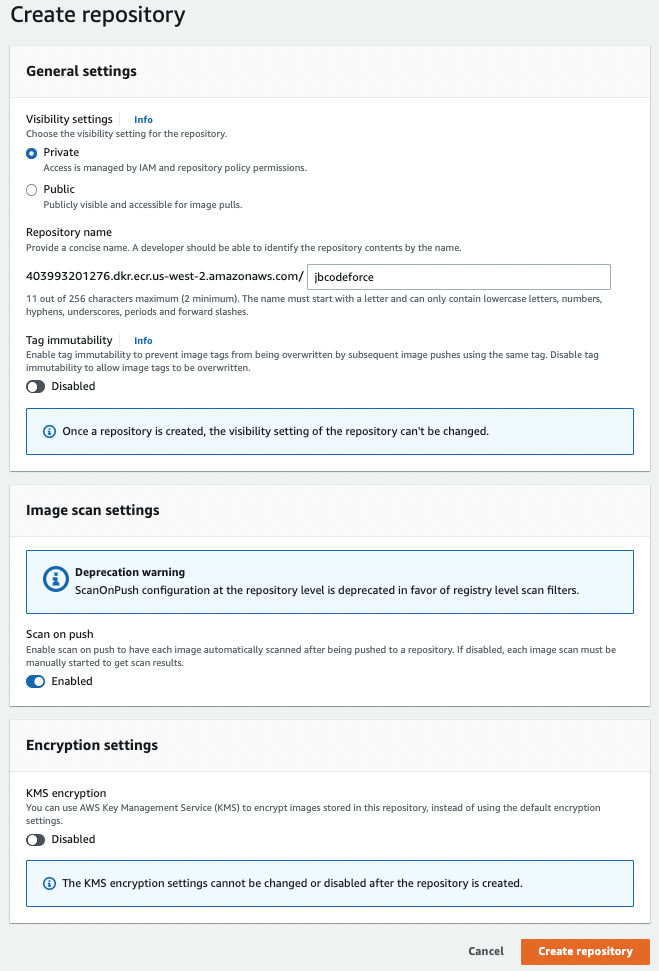 Create repository
General settings
Visibility settings Info
Choose the visibility setting for the repository.
Private
Access is managed by IAM and repository policy permissions.
Public
Publicly visible and accessible for image pulls.
Repository name
Provide a concise name. A developer should be able to identify the repository contents by the name.
403993201276.dkr.ecr.us-west-2.amazonaws.com/ jbcodeforce
11 out of 256 characters maximum (2 minimum). The name must start with a letter and can only contain lowercase letters, numbers,
hyphens, underscores, periods and forward slashes.
Tag immutability Info
Enable tag immutability to prevent image tags from being overwritten by subsequent image pushes using the same tag. Disable tag
immutability to allow image tags to be overwritten.
Disabled
Once a repository is created, the visibility setting of the repository can't be changed.
Image scan settings
Deprecation warning
ScanOnPush configuration at the repository level is deprecated in favor of registry level scan filters.
Scan on push
Enable scan on push to have each image automatically scanned after being pushed to a repository. If disabled, each image scan must be
manually started to get scan results.
Enabled
Encryption settings
KMS encryption
You can use AWS Key Management Service (KMS) to encrypt images stored in this repository, instead of using the default encryption
settings.
Disabled
The KMS encryption settings cannot be changed or disabled after the repository is created.
Cancel Create repository